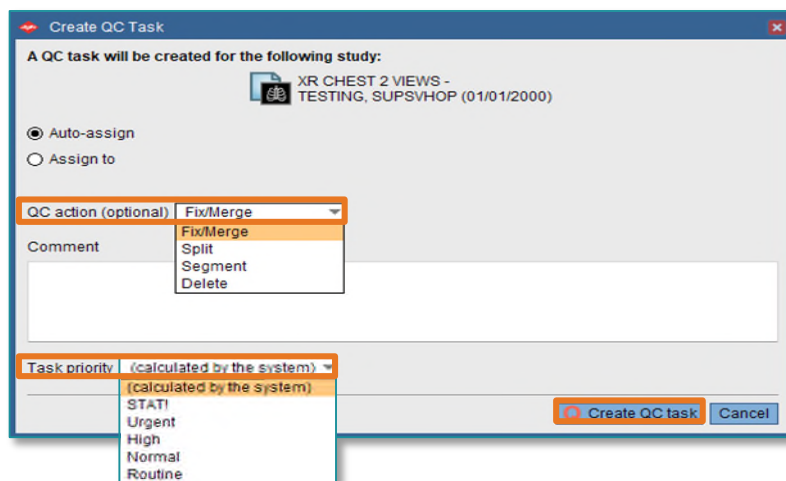 Create QC Task
A QC task will be created for the following study:
XR CHEST 2 VIEWS -
TESTING, SUPSVHOP (01/01/2000)
Auto-assign
Assign to
QC action (optional) Fix/Merge
Fix/Merge
Split
Segment
Delete
Comment
Task priority (calculated by the system)
(calculated by the system)
STAT!
Urgent
High
Normal
Routine
Create QC task Cancel